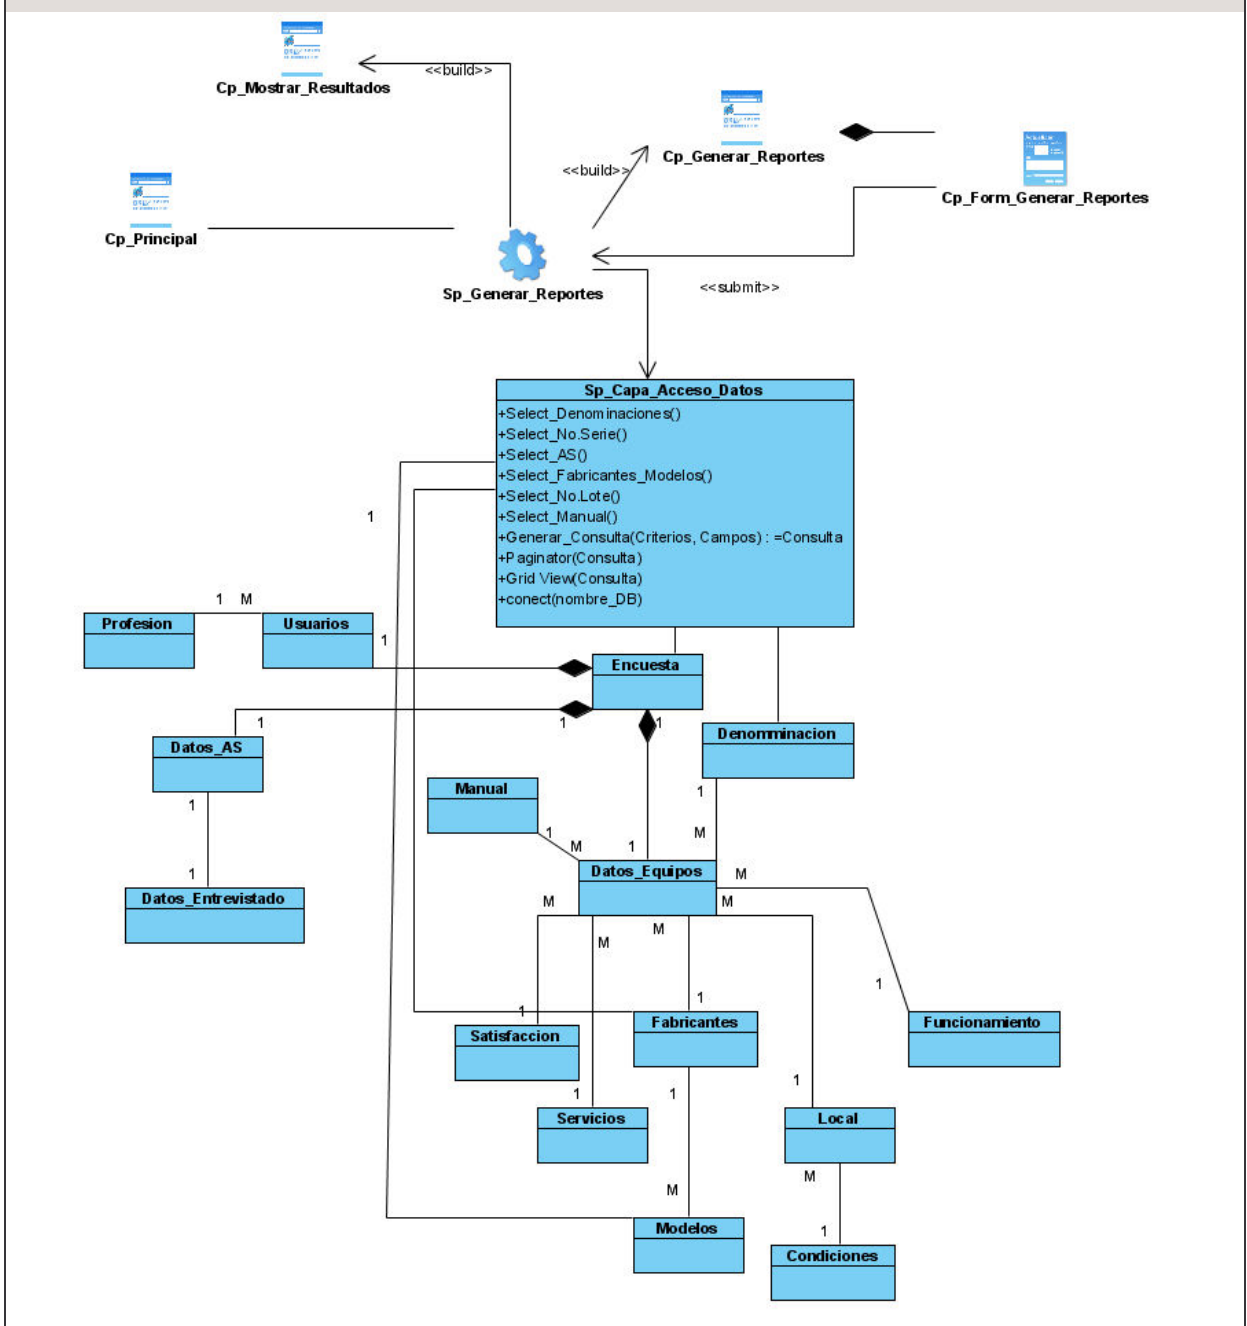 <<build>>
Cp_Mostrar_Resultados
Cp_Generar_Reportes
<<build>>
Cp_Form_Generar_Reportes
Cp_Principal
Sp_Generar_Reportes
<<submit>>
Sp_Capa_Acceso_Datos
+Select_Denominaciones()
+Select_No.Serie()
+Select_AS()
+Select_Fabricantes_Modelos()
+Select_No.Lote()
+Select_Manual()
+Generar_Consulta(Criterios, Campos) : =Consulta
+Paginator(Consulta)
+Grid View(Consulta)
+conect(nombre_DB)
1
1 M
Profesion
Usuarios
1
Encuesta
1
1
1
Datos_AS
Denomminacion
Manual
1
1
1
M
M
1
Datos_Equipos
1
M
Datos_Entrevistado
M
M
M
M
1
1
1
Satisfaccion
Fabricantes
Funcionamiento
1
1
1
Servicios
Local
M
M
Modelos
1
Condiciones